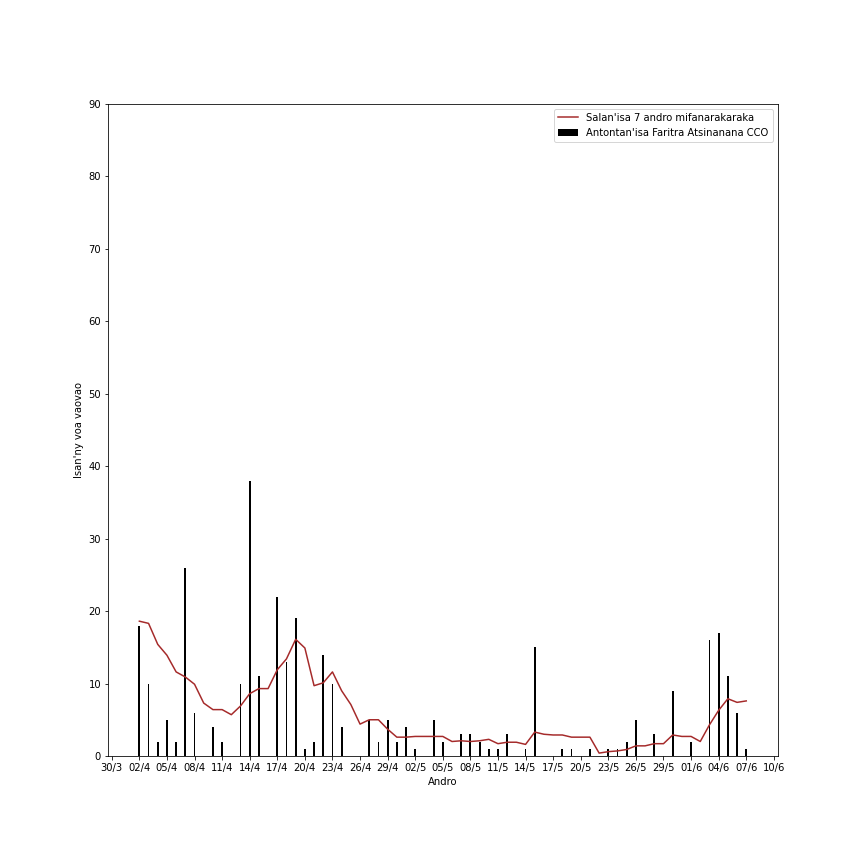 Salan'isa 7 andro mifanarakaraka
Antontan'isa Faritra Atsinanana CCO
90
80
70
60
50
40
30
20
10
0
Isan'ny voa vaovao
30/3 02/4 05/4 08/4 11/4 14/4 17/4 20/4 23/4 26/4 29/4 02/5 05/5 08/5 11/5 14/5 17/5 20/5 23/5 26/5 29/5 01/6 04/6 07/6 10/6
Andro